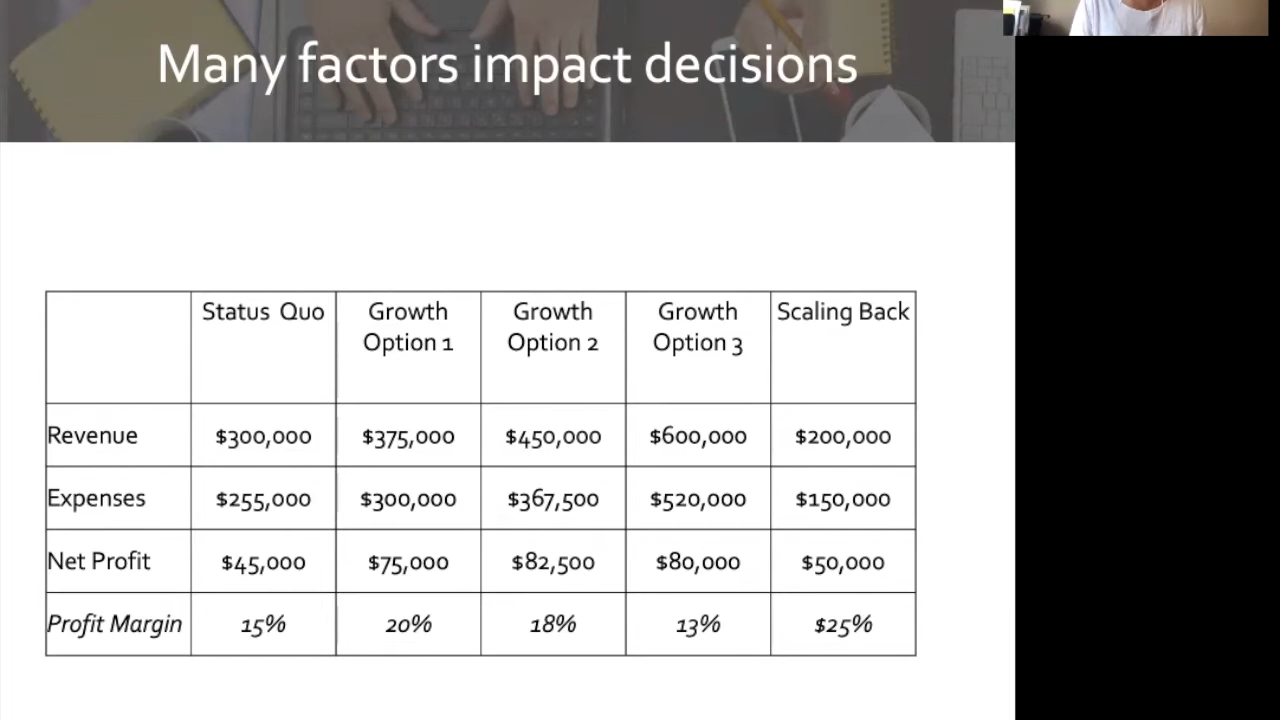 Many factors impact decisions
Status Quo Growth Option 1 Growth Option 2 Growth Option 3 Scaling Back
Revenue $300,000 $375,000 $450,000 $600,000 $200,000
Expenses $255,000 $300,000 $367,500 $520,000 $150,000
Net Profit $45,000 $75,000 $82,500 $80,000 $50,000
Profit Margin 15% 20% 18% 13% $25%